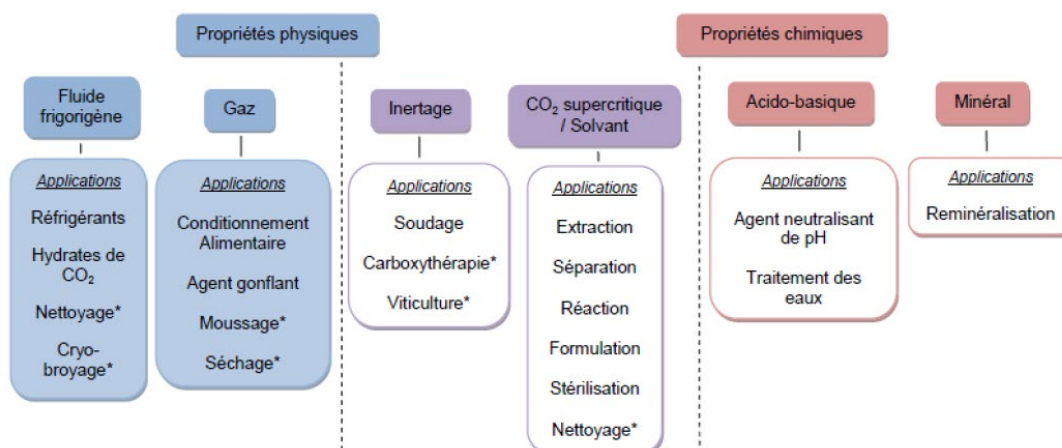 Propriétés physiques
Propriétés chimiques
Fluide
frigorigène
Gaz
Inertage
CO₂ supercritique
/ Solvant
Acido-basique
Minéral
Applications
Réfrigérants
Hydrates de
CO₂
Nettoyage*
Cryo-
broyage*
Applications
Conditionnement
Alimentaire
Agent gonflant
Moussage*
Séchage*
Applications
Soudage
Carboxythérapie*
Viticulture*
Applications
Extraction
Séparation
Réaction
Formulation
Stérilisation
Nettoyage*
Applications
Agent neutralisant
de pH
Traitement des
eaux
Applications
Reminéralisation